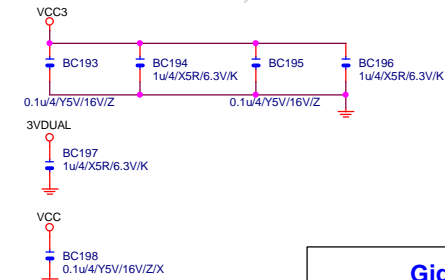 VCC3
BC193
BC194
1u/4/X5R/6.3V/K
BC195
BC196
1u/4/X5R/6.3V/K
0.1u/4/Y5V/16V/Z
0.1u/4/Y5V/16V/Z
3VDUAL
BC197
1u/4/X5R/6.3V/K
VCC
BC198
0.1u/4/Y5V/16V/Z/X